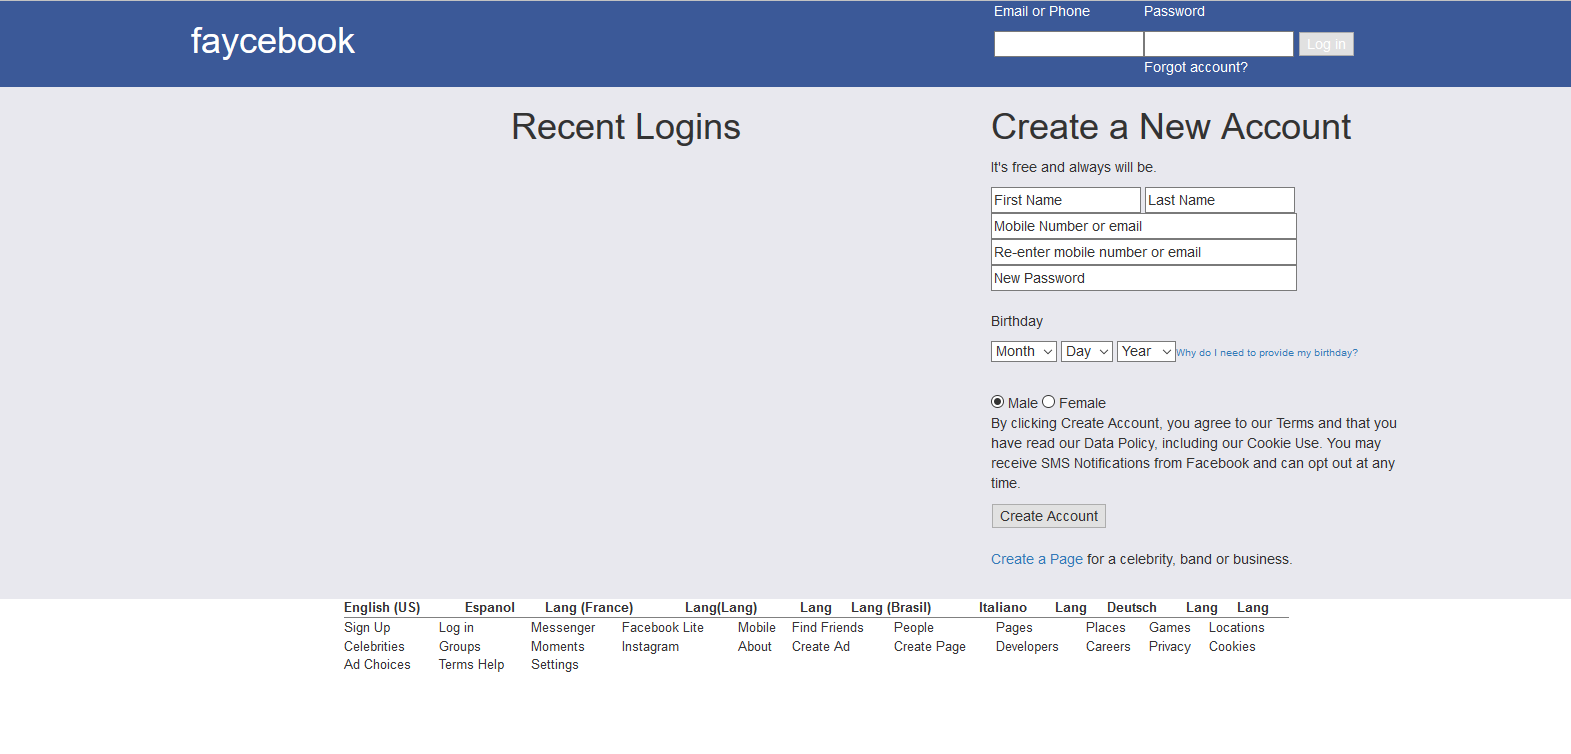 faycebook
Email or Phone Password
Log in
Forgot account?
Recent Logins
Create a New Account
It's free and always will be.
First Name Last Name
Mobile Number or email
Re-enter mobile number or email
New Password
Birthday
Month Day Year Why do I need to provide my birthday?
Male Female
By clicking Create Account, you agree to our Terms and that you
have read our Data Policy, including our Cookie Use. You may
receive SMS Notifications from Facebook and can opt out at any
time.
Create Account
Create a Page for a celebrity, band or business.
English (US) Espanol Lang (France) Lang(Lang) Lang Lang (Brasil) Italiano Lang Deutsch Lang Lang
Sign Up Log in Messenger Facebook Lite Mobile Find Friends People Pages Places Games Locations
Celebrities Groups Moments Instagram About Create Ad Create Page Developers Careers Privacy Cookies
Ad Choices Terms Help Settings